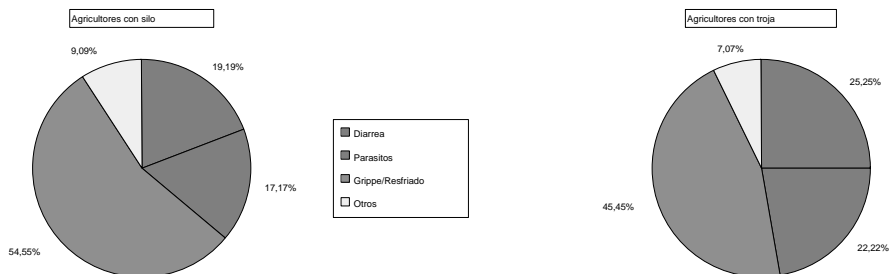 Agricultores con silo
9,09%
19,19%
17,17%
54,55%
Diarrea
Parasitos
Grippe/Resfriado
Otros
Agricultores con troja
7,07%
25,25%
45,45%
22,22%